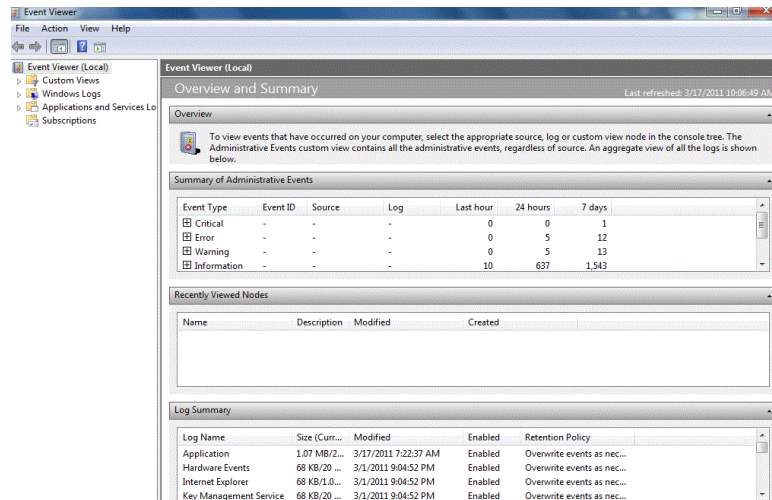 Event Viewer
File Action View Help
Event Viewer (Local)
Custom Views
Windows Logs
Applications and Services Lo
Subscriptions
Event Viewer (Local)
Overview and Summary
Last refreshed: 3/17/2011 10:06:49 AM
Overview
To view events that have occurred on your computer, select the appropriate source, log or custom view node in the console tree. The
Administrative Events custom view contains all the administrative events, regardless of source. An aggregate view of all the logs is shown
below.
Summary of Administrative Events
Event Type Event ID Source Log Last hour 24 hours 7 days
Critical - - - 0 0 1
Error - - - 0 5 12
Warning - - - 0 5 13
Information - - - 10 637 1,543
Recently Viewed Nodes
Name Description Modified Created
Log Summary
Log Name Size (Curr... Modified Enabled Retention Policy
Application 1.07 MB/2... 3/17/2011 7:22:37 AM Enabled Overwrite events as nec...
Hardware Events 68 KB/20 ... 3/1/2011 9:04:52 PM Enabled Overwrite events as nec...
Internet Explorer 68 KB/1.0... 3/1/2011 9:04:52 PM Enabled Overwrite events as nec...
Key Management Service 68 KB/20 ... 3/1/2011 9:04:52 PM Enabled Overwrite events as nec...